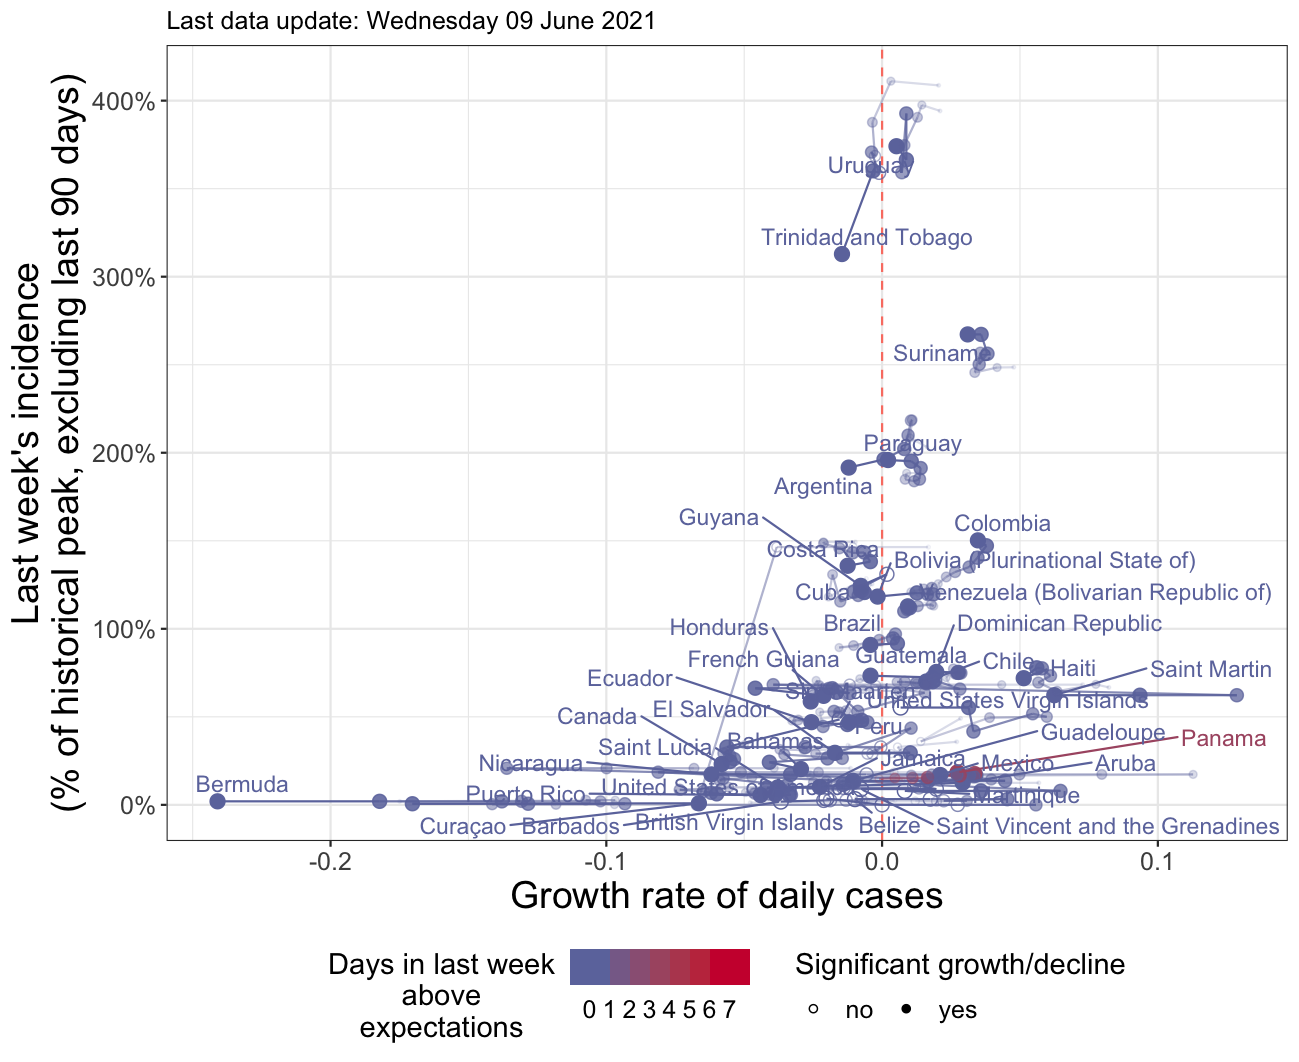 Last data update: Wednesday 09 June 2021
Last week's incidence
(% of historical peak, excluding last 90 days)
400%
300%
200%
100%
0%
Uruguay
Trinidad and Tobago
Suriname
Paraguay
Argentina
Guyana
Colombia
Costa Rica
Bolivia (Plurinational State of)
Cuba
Venezuela (Bolivarian Republic of)
Brazil
Honduras
Dominican Republic
French Guiana
Guatemala
Chile
Haiti
Saint Martin
Ecuador
United States Virgin Islands
El Salvador
Canada
Peru
Guadeloupe
Panama
Saint Lucia
Bahamas
Nicaragua
Jamaica
Mexico
Aruba
Bermuda
Puerto Rico
United States
Martinique
Curaçao
Barbados
British Virgin Islands
Belize
Saint Vincent and the Grenadines
-0.2
-0.1
0.0
0.1
Growth rate of daily cases
Days in last week
above
expectations
0 1 2 3 4 5 6 7
Significant growth/decline
no
yes